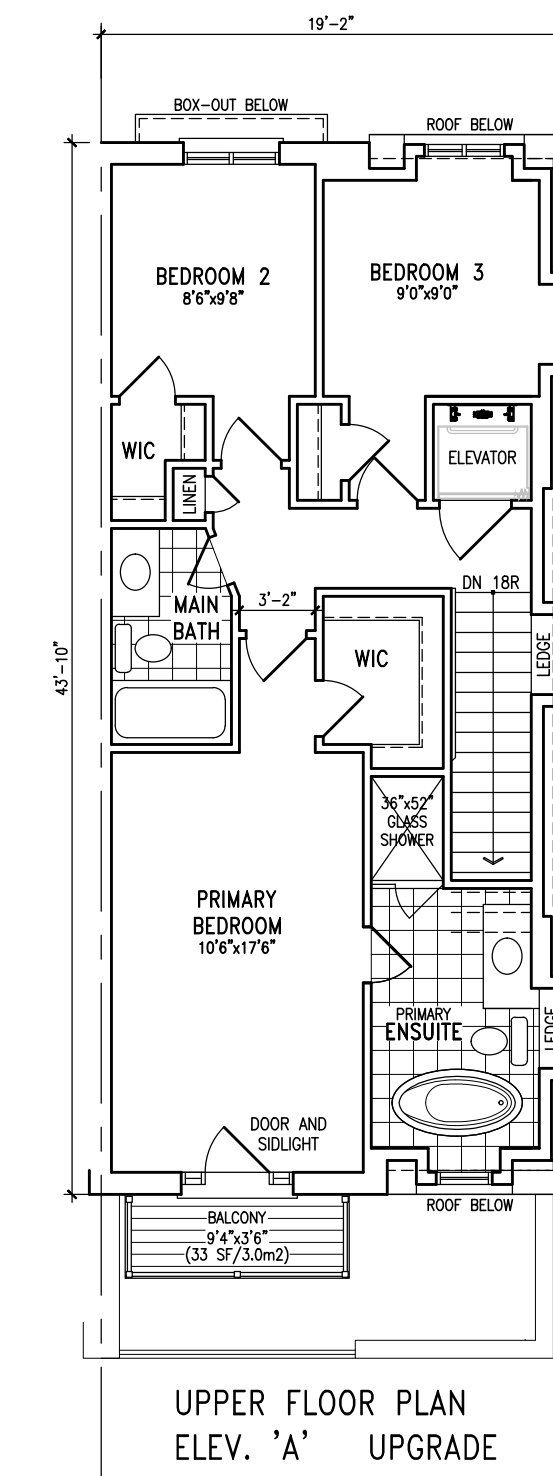 19'-2"
BOX-OUT BELOW
ROOF BELOW
BEDROOM 2
8'6"x9'8"
BEDROOM 3
9'0"x9'0"
WIC
LINEN
ELEVATOR
DN 18R
MAIN
BATH
3'-2"
WIC
LEDGE
43'-10"
36"x52"
GLASS
SHOWER
PRIMARY
BEDROOM
10'6"x17'6"
PRIMARY
ENSUITE
LEDGE
DOOR AND
SIDLIGHT
ROOF BELOW
BALCONY
9'4"x3'6"
(33 SF/3.0m2)
UPPER FLOOR PLAN
ELEV. 'A' UPGRADE